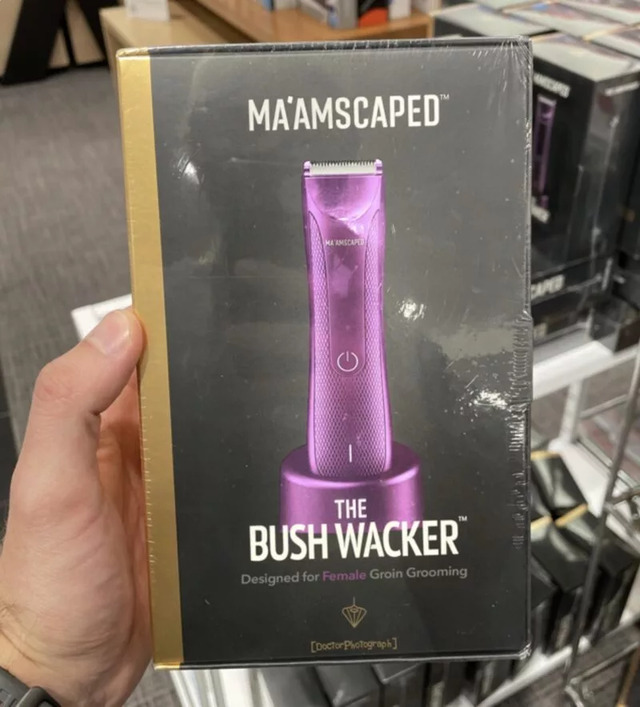 MA'AMSCAPED™
MA'AMSCAPED
THE
BUSH WACKER™
Designed for Female Groin Grooming
[DoctorPhotograph]